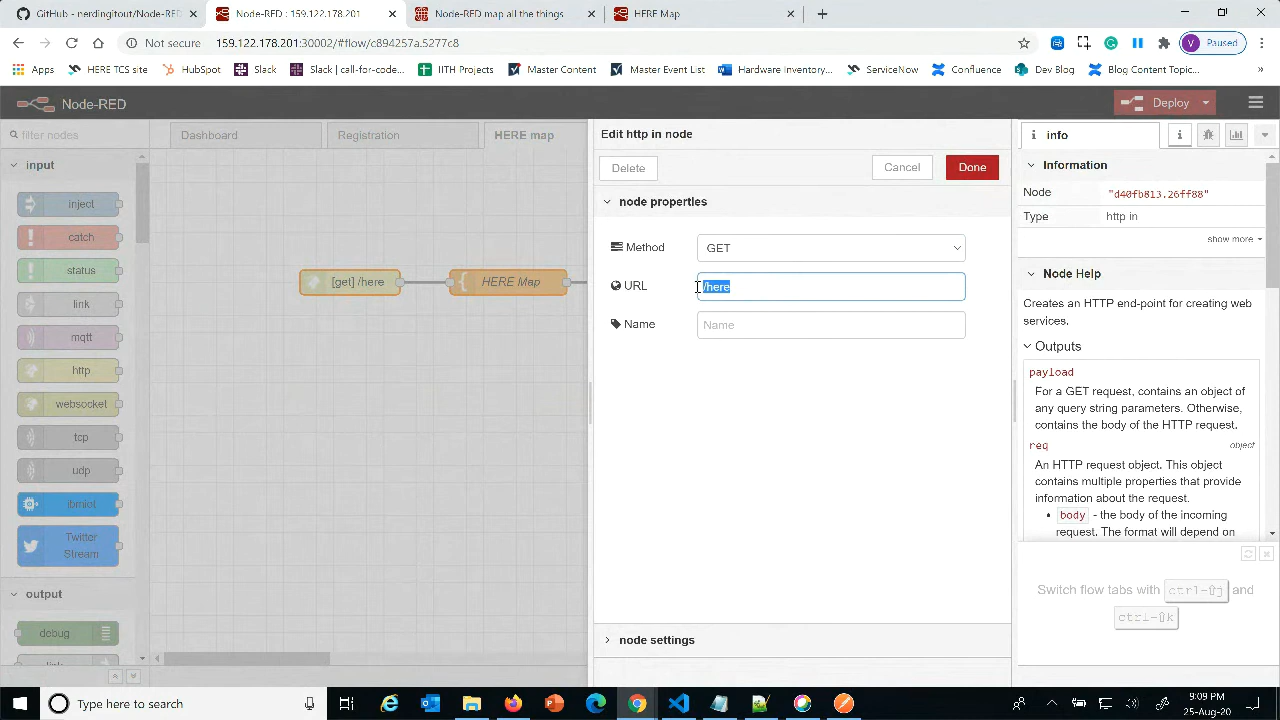 GitHub - nerdingitout/Node-RED
Node-RED : 159.122.178.201
Node-RED map all the things
HERE Map
Not secure 159.122.178.201:30002/#flow/c894257a.5277c8
V Paused
Apps HERE TCS site HubSpot Slack Slack | call-for-code... IITH Projects Master Content Master Event List Hardware Inventory... ServiceNow Confluence Dev Blog Blog Content Topic...
Node-RED
Deploy
filter nodes
Dashboard Registration HERE map
input
inject
catch
status
link
mqtt
http
websocket
tcp
udp
ibmiot
Twitter
Stream
output
debug
link
[get] /here
HERE Map
Edit http in node
Delete Cancel Done
node properties
Method GET
URL /here
Name Name
node settings
info
Information
Node "d40fb813.26ff88"
Type http in
show more
Node Help
Creates an HTTP end-point for creating web
services.
Outputs
payload
For a GET request, contains an object of
any query string parameters. Otherwise,
contains the body of the HTTP request.
req object
An HTTP request object. This object
contains multiple properties that provide
information about the request.
• body - the body of the incoming
request. The format will depend on
Switch flow tabs with ctrl-⇧j and
ctrl-⇧k
Type here to search
9:09 PM
25-Aug-20